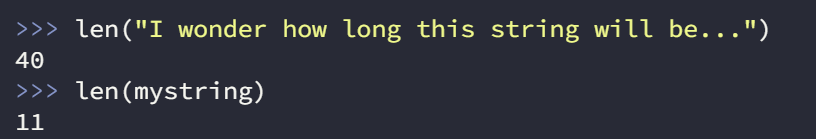 >>> len("I wonder how long this string will be...")
40
>>> len(mystring)
11